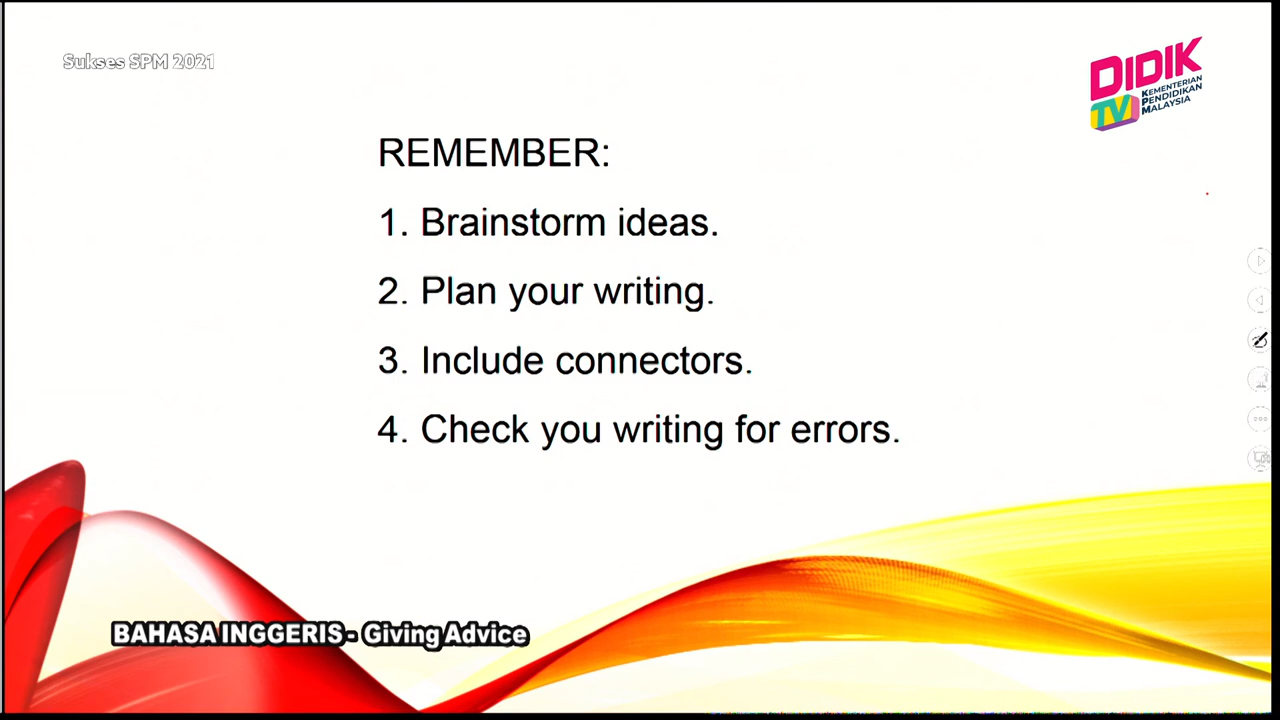 Sukses SPM 2021
DIDIK
TV
KEMENTERIAN
PENDIDIKAN
MALAYSIA
REMEMBER:
1. Brainstorm ideas.
2. Plan your writing.
3. Include connectors.
4. Check you writing for errors.
BAHASA INGGERIS - Giving Advice